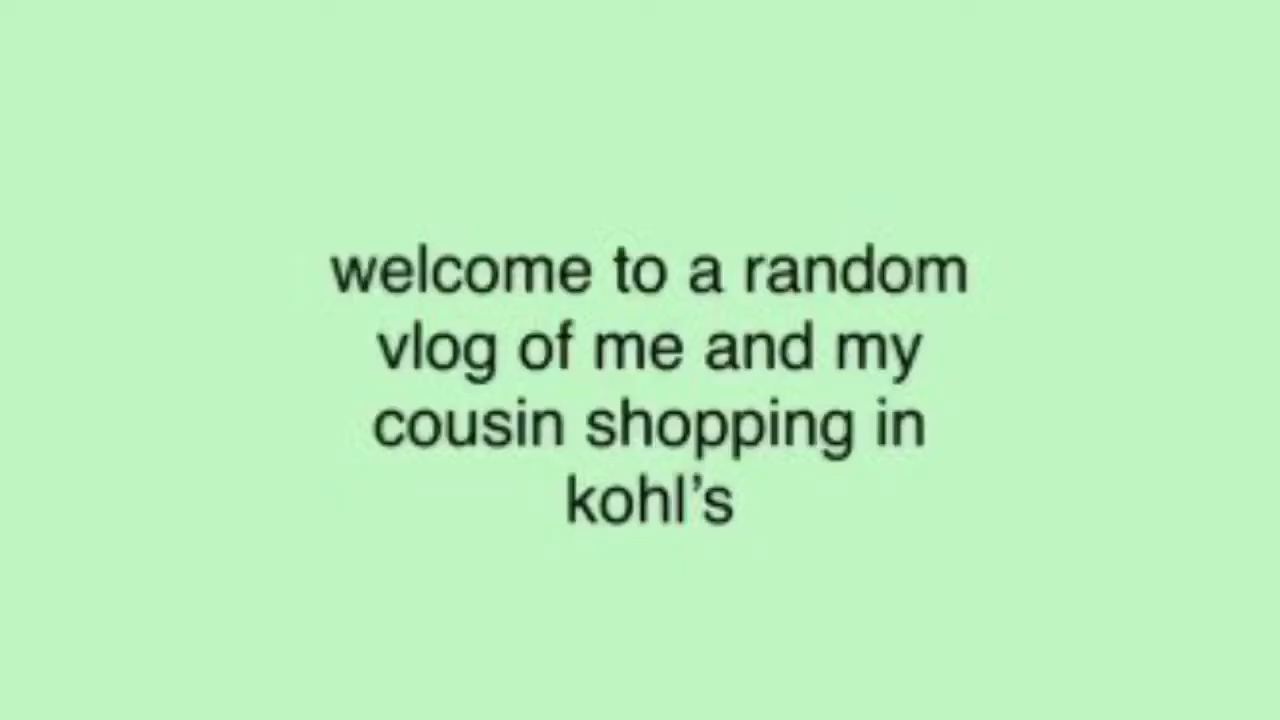 welcome to a random
vlog of me and my
cousin shopping in
kohl’s